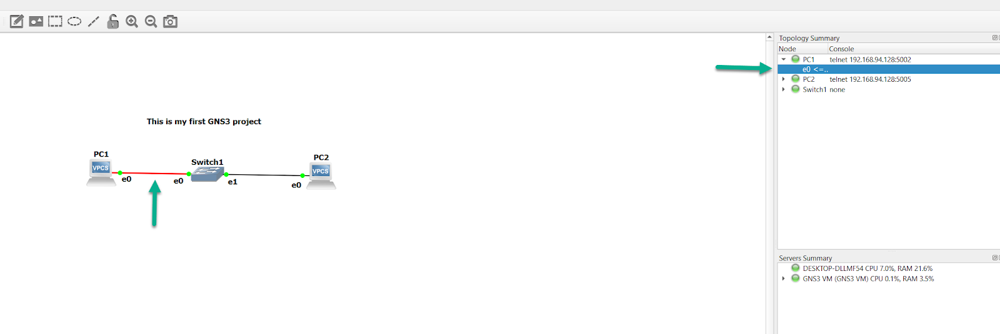 Topology Summary
Node Console
PC1 telnet 192.168.94.128:5002
e0 <=..
PC2 telnet 192.168.94.128:5005
Switch1 none
This is my first GNS3 project
PC1
VPCS
e0
e0
Switch1
e1
e0
PC2
VPCS
Servers Summary
DESKTOP-DLLMF54 CPU 7.0%, RAM 21.6%
GNS3 VM (GNS3 VM) CPU 0.1%, RAM 3.5%